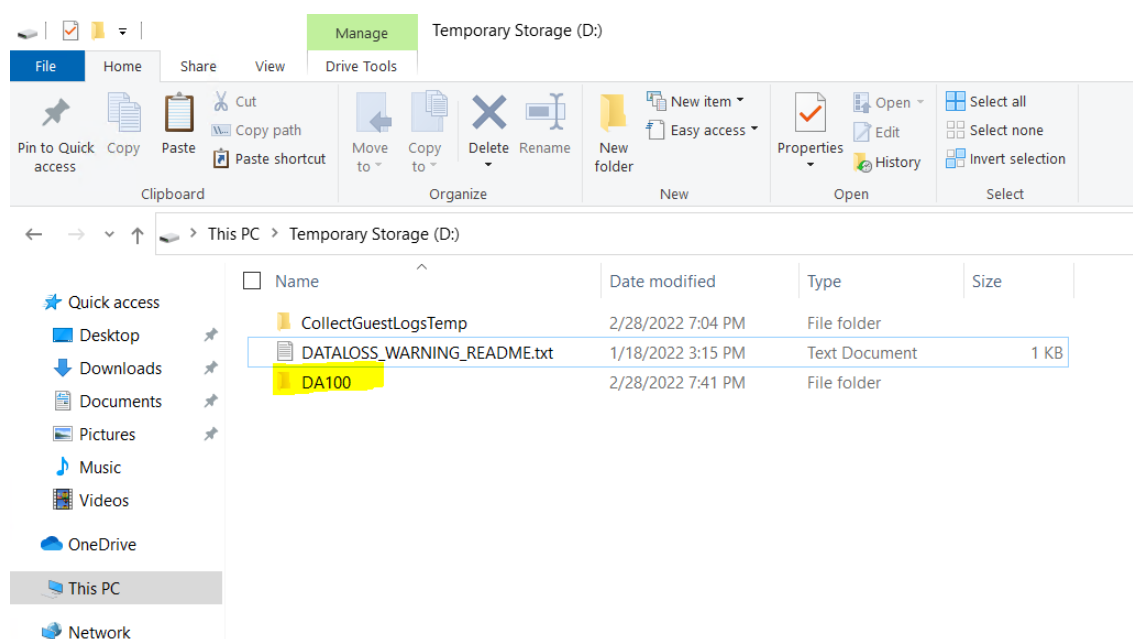 Manage
Temporary Storage (D:)
File
Home
Share
View
Drive Tools
Pin to Quick access
Copy
Paste
Cut
Copy path
Paste shortcut
Clipboard
Move to
Copy to
Delete
Rename
Organize
New folder
New item
Easy access
New
Properties
Open
Edit
History
Open
Select all
Select none
Invert selection
Select
This PC > Temporary Storage (D:)
Name Date modified Type Size
CollectGuestLogsTemp 2/28/2022 7:04 PM File folder
DATALOSS_WARNING_README.txt 1/18/2022 3:15 PM Text Document 1 KB
DA100 2/28/2022 7:41 PM File folder
Quick access
Desktop
Downloads
Documents
Pictures
Music
Videos
OneDrive
This PC
Network